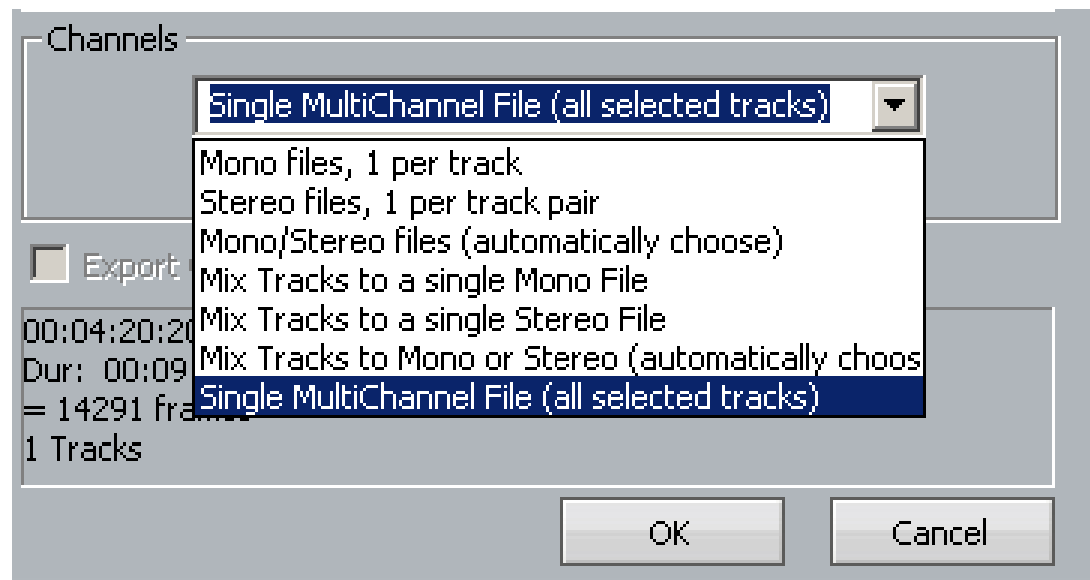 Channels
Single MultiChannel File (all selected tracks)
Mono files, 1 per track
Stereo files, 1 per track pair
Mono/Stereo files (automatically choose)
Export
Mix Tracks to a single Mono File
Mix Tracks to a single Stereo File
00:04:20:20
Mix Tracks to Mono or Stereo (automatically choos
Dur: 00:09
Single MultiChannel File (all selected tracks)
= 14291 frames
1 Tracks
OK
Cancel